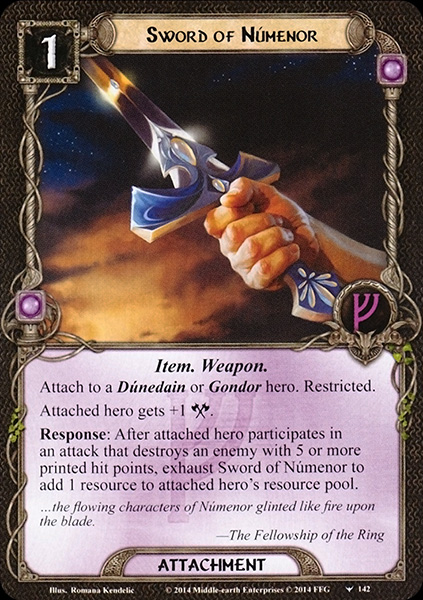 SWORD OF NÚMENOR
1
Item. Weapon.
Attach to a Dúnedain or Gondor hero. Restricted.
Attached hero gets +1 .
Response: After attached hero participates in
an attack that destroys an enemy with 5 or more
printed hit points, exhaust Sword of Númenor to
add 1 resource to attached hero's resource pool.
...the flowing characters of Númenor glinted like fire upon
the blade.
—The Fellowship of the Ring
ATTACHMENT
Illus. Romana Kendelic © 2014 Middle-earth Enterprises © 2014 FFG 142